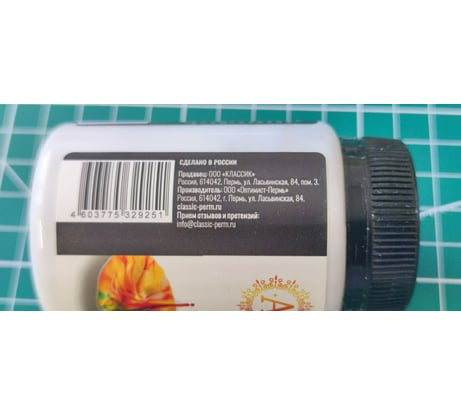 СДЕЛАНО В РОССИИ
Продавец: ООО «КЛАССИК»
Россия, 614042, Пермь, ул. Ласьвинская, 84, пом. 3.
Производитель: ООО «Оптимист-Пермь»
Россия, 614042, г. Пермь, ул. Ласьвинская, 84.
classic-perm.ru
Прием отзывов и претензий:
info@classic-perm.ru
4 603775 329251